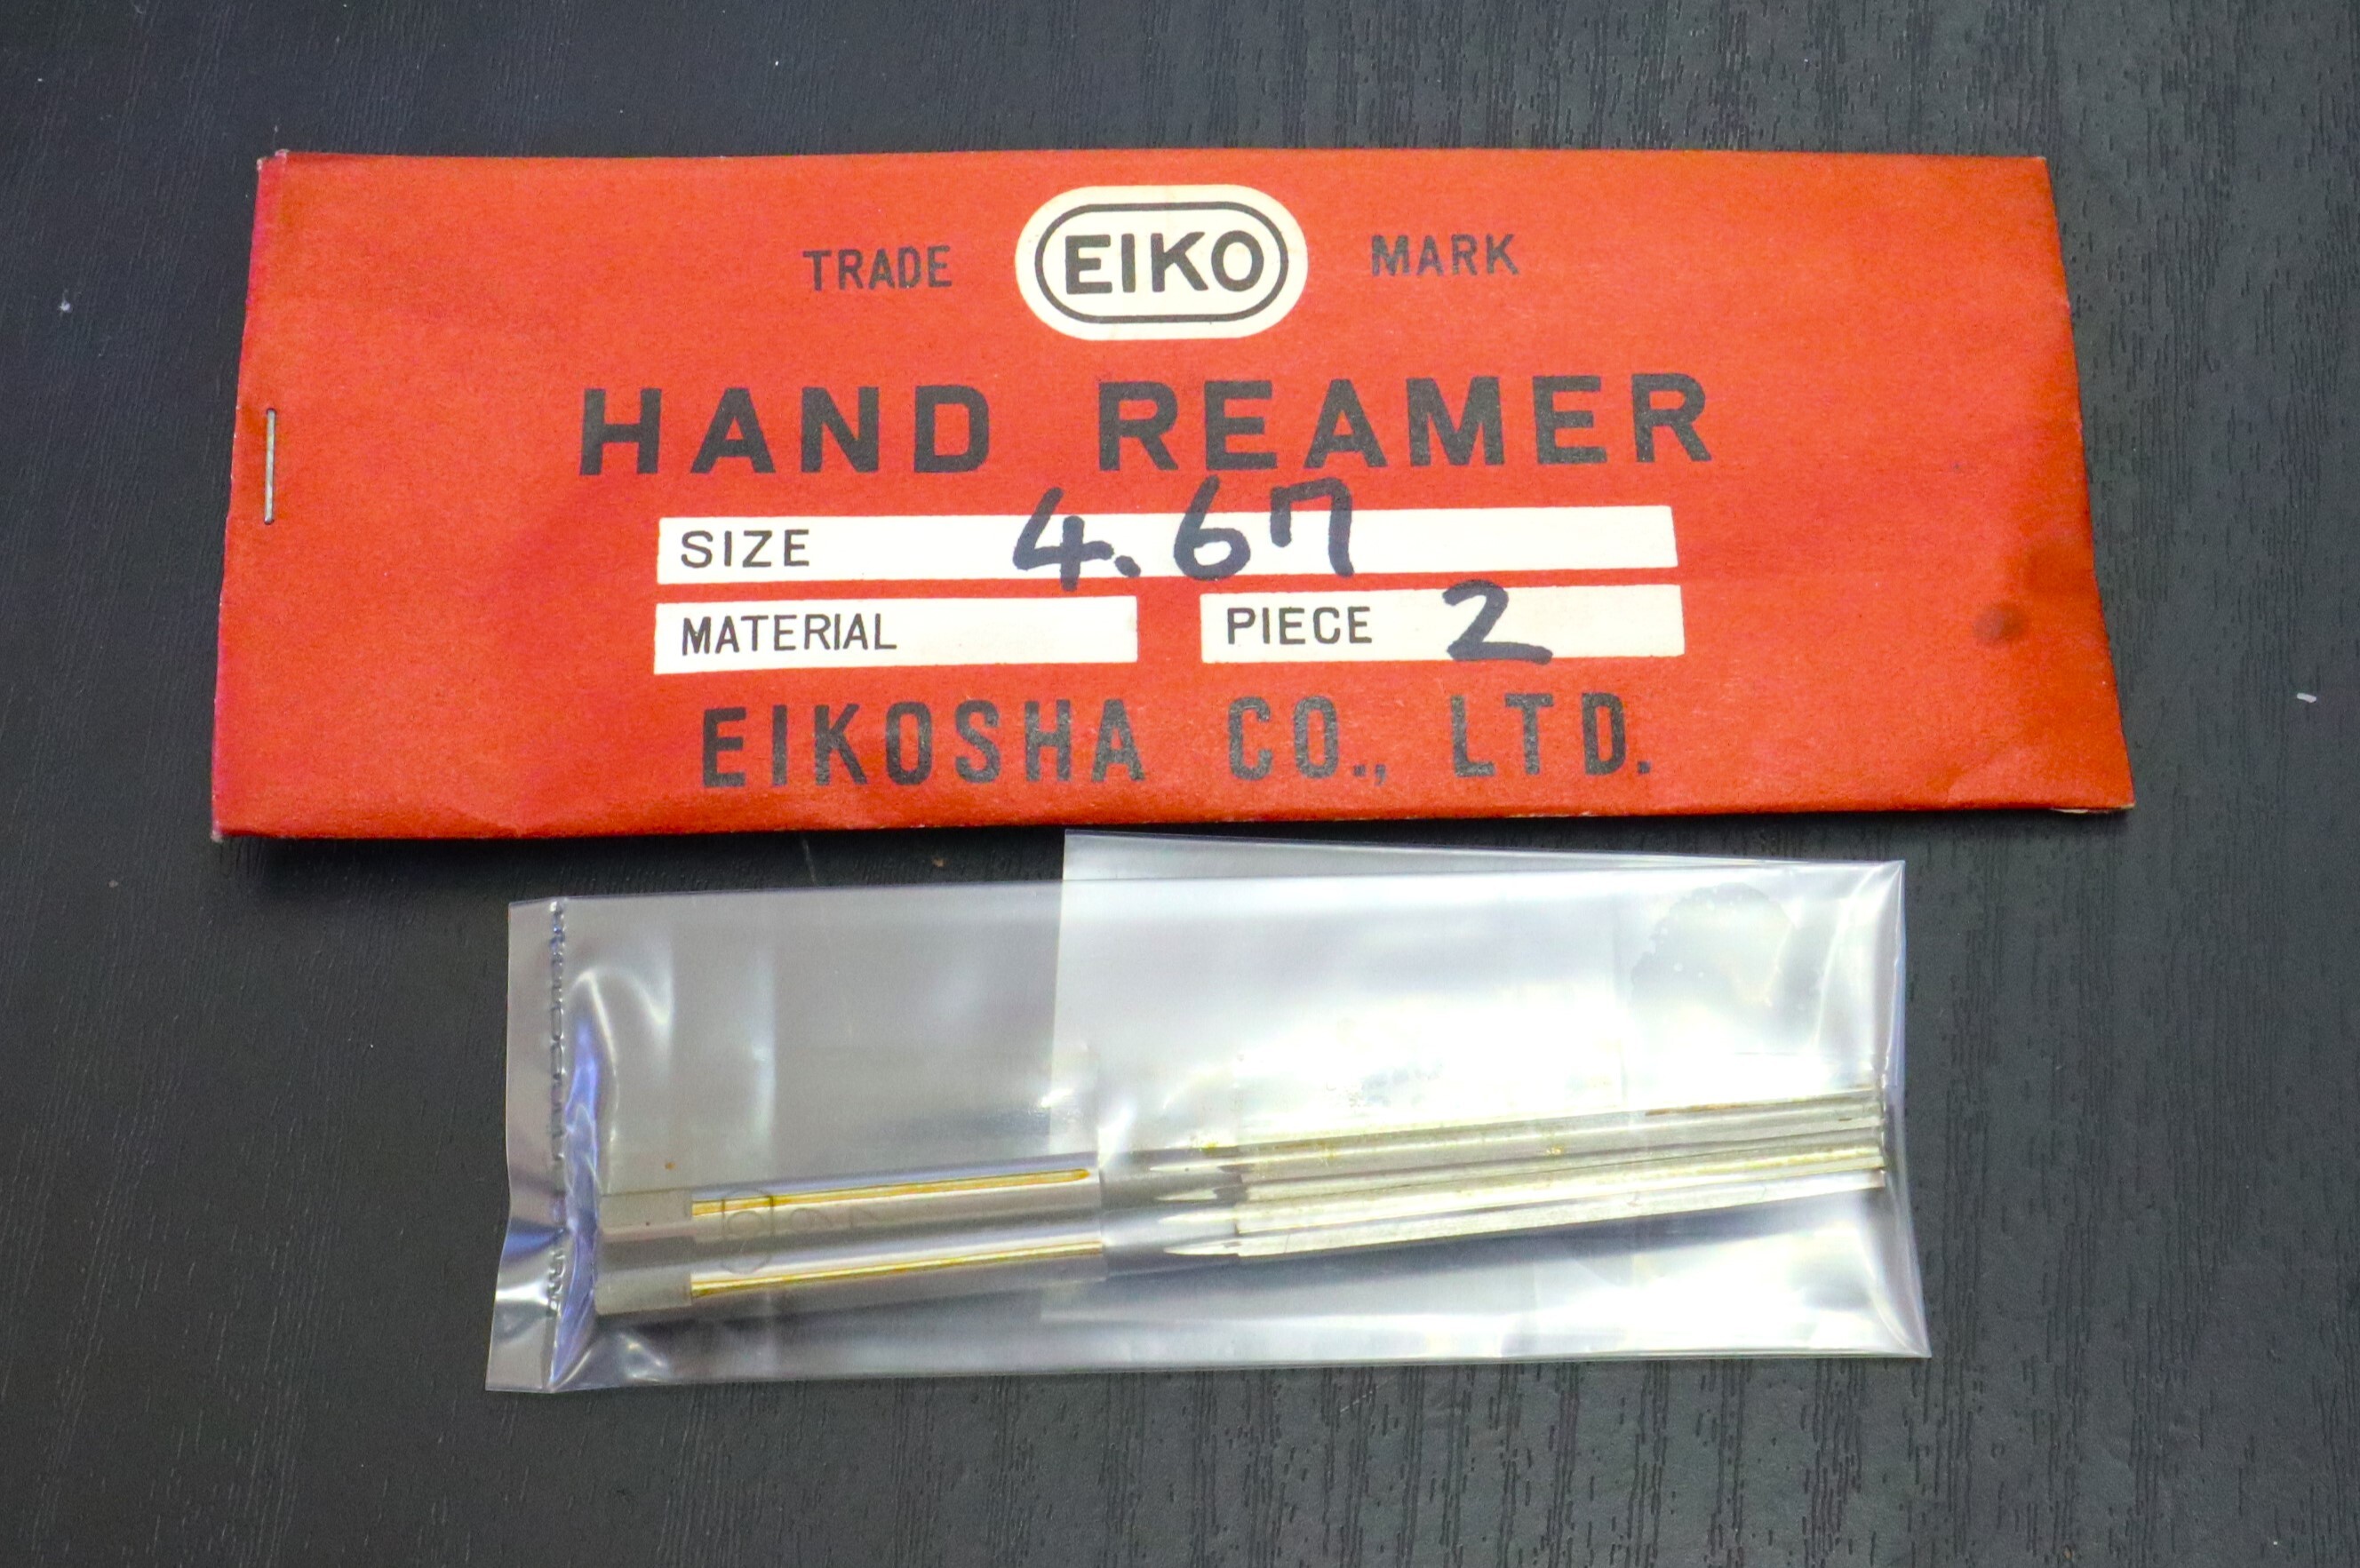 TRADE EIKO MARK
HAND REAMER
SIZE 4.67
MATERIAL PIECE 2
EIKOSHA CO., LTD.